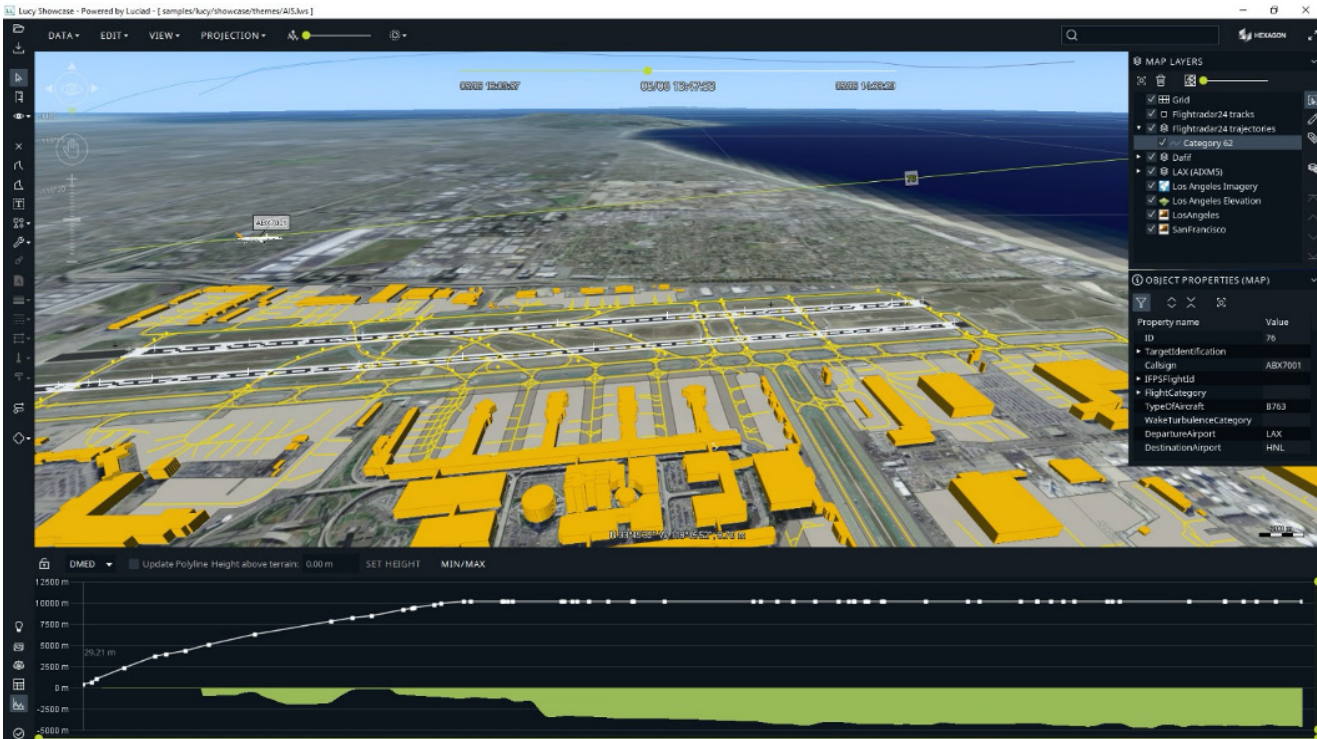 Lucy Showcase - Powered by Luciad - [ samples/lucy/showcase/themes/AIS.lws ]
DATA EDIT VIEW PROJECTION
HEXAGON
MAP LAYERS
Grid
Flightradar24 tracks
Flightradar24 trajectories
Category 62
Dafif
LAX (AIXM5)
Los Angeles Imagery
Los Angeles Elevation
LosAngeles
SanFrancisco
76
ABX7001
OBJECT PROPERTIES (MAP)
Property name Value
ID 76
TargetIdentification
Callsign ABX7001
IFPSFlightId
FlightCategory
TypeOfAircraft B763
WakeTurbulenceCategory
DepartureAirport LAX
DestinationAirport HNL
DMED Update Polyline Height above terrain: 0.00 m SET HEIGHT MIN/MAX
12500 m
10000 m
7500 m
5000 m
29.21 m
2500 m
0 m
-2500 m
-5000 m